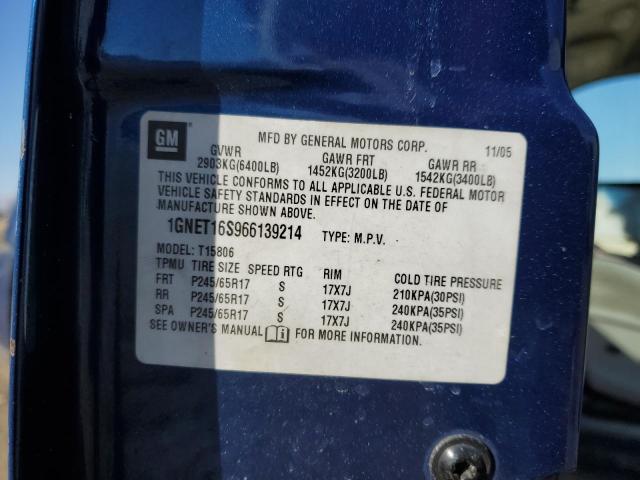 GM
MFD BY GENERAL MOTORS CORP. 11/05
GVWR GAWR FRT GAWR RR
2903KG(6400LB) 1452KG(3200LB) 1542KG(3400LB)
THIS VEHICLE CONFORMS TO ALL APPLICABLE U.S. FEDERAL MOTOR
VEHICLE SAFETY STANDARDS IN EFFECT ON THE DATE OF
MANUFACTURE SHOWN ABOVE.
1GNET16S966139214 TYPE: M.P.V.
MODEL: T15806
TPMU TIRE SIZE SPEED RTG RIM COLD TIRE PRESSURE
FRT P245/65R17 S 17X7J 210KPA(30PSI)
RR P245/65R17 S 17X7J 240KPA(35PSI)
SPA P245/65R17 S 17X7J 240KPA(35PSI)
SEE OWNER'S MANUAL FOR MORE INFORMATION.